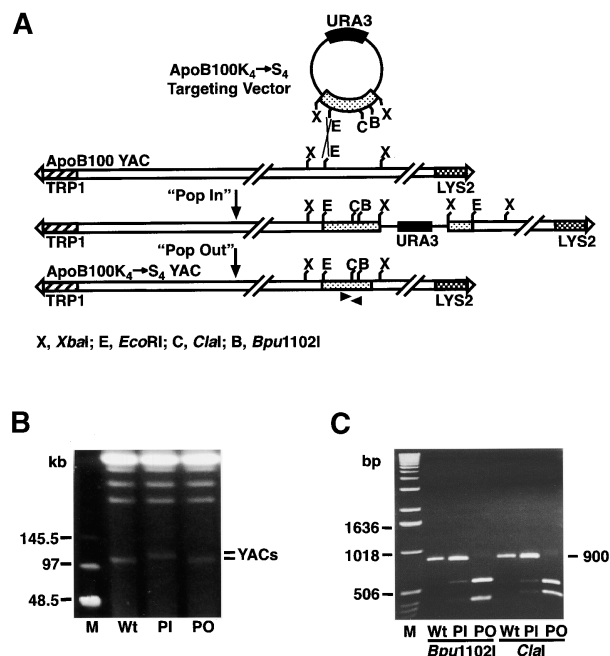 A
URA3
ApoB100K₄→S₄
Targeting Vector
X
E
C
B
X
ApoB100 YAC
X
E
X
TRP1
LYS2
“Pop In”
X E CB X E X
TRP1
URA3
LYS2
“Pop Out”
ApoB100K₄→S₄ YAC
X E CB X
TRP1
LYS2
X, XbaI; E, EcoRI; C, ClaI; B, Bpu1102I
B
kb
145.5
97
48.5
YACs
M Wt PI PO
C
bp
1636
1018
506
900
M Wt PI PO Wt PI PO
Bpu1102I ClaI